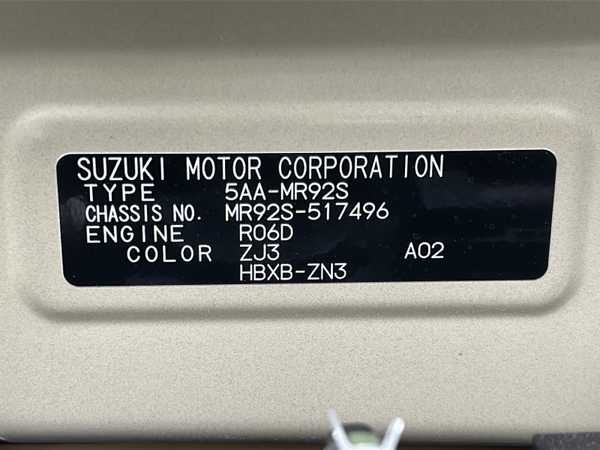 SUZUKI MOTOR CORPORATION
TYPE 5AA-MR92S
CHASSIS NO. MR92S-517496
ENGINE R06D
COLOR ZJ3 A02
HBXB-ZN3